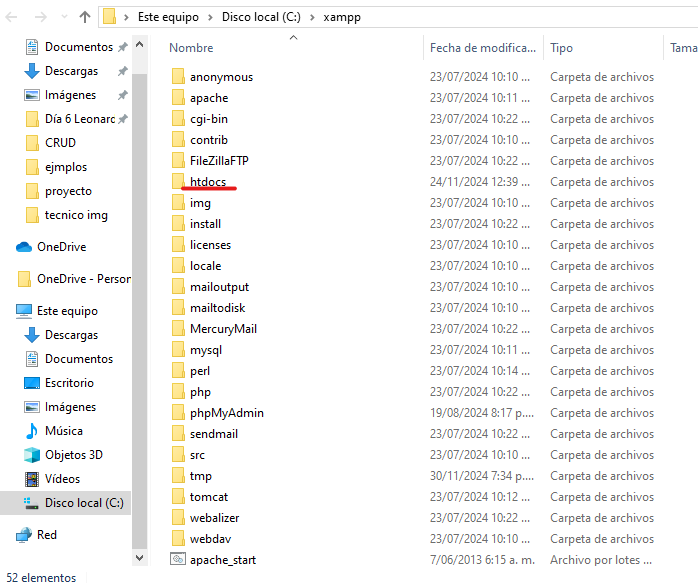 Este equipo > Disco local (C:) > xampp
Documentos
Descargas
Imágenes
Día 6 Leonarc
CRUD
ejmplos
proyecto
tecnico img
OneDrive
OneDrive - Person
Este equipo
Descargas
Documentos
Escritorio
Imágenes
Música
Objetos 3D
Vídeos
Disco local (C:)
Red
Nombre Fecha de modifica... Tipo Tama
anonymous 23/07/2024 10:10 ... Carpeta de archivos
apache 23/07/2024 10:11 ... Carpeta de archivos
cgi-bin 23/07/2024 10:22 ... Carpeta de archivos
contrib 23/07/2024 10:10 ... Carpeta de archivos
FileZillaFTP 23/07/2024 10:22 ... Carpeta de archivos
htdocs 24/11/2024 12:39 ... Carpeta de archivos
img 23/07/2024 10:10 ... Carpeta de archivos
install 23/07/2024 10:22 ... Carpeta de archivos
licenses 23/07/2024 10:10 ... Carpeta de archivos
locale 23/07/2024 10:10 ... Carpeta de archivos
mailoutput 23/07/2024 10:10 ... Carpeta de archivos
mailtodisk 23/07/2024 10:10 ... Carpeta de archivos
MercuryMail 23/07/2024 10:22 ... Carpeta de archivos
mysql 23/07/2024 10:11 ... Carpeta de archivos
perl 23/07/2024 10:14 ... Carpeta de archivos
php 23/07/2024 10:22 ... Carpeta de archivos
phpMyAdmin 19/08/2024 8:17 p.... Carpeta de archivos
sendmail 23/07/2024 10:22 ... Carpeta de archivos
src 23/07/2024 10:10 ... Carpeta de archivos
tmp 30/11/2024 7:34 p.... Carpeta de archivos
tomcat 23/07/2024 10:12 ... Carpeta de archivos
webalizer 23/07/2024 10:22 ... Carpeta de archivos
webdav 23/07/2024 10:10 ... Carpeta de archivos
apache_start 7/06/2013 6:15 a. m. Archivo por lotes ...
52 elementos